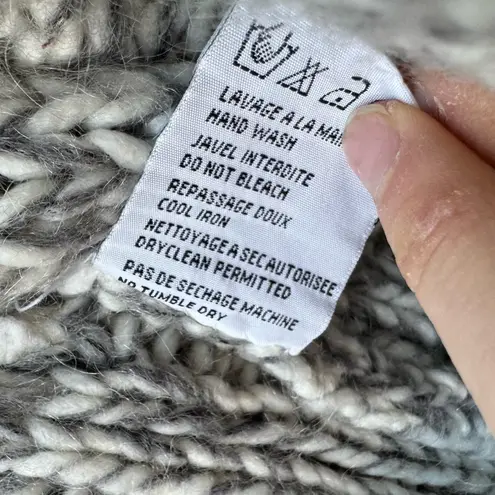 LAVAGE A LA MAI
HAND WASH
JAVEL INTERDITE
DO NOT BLEACH
REPASSAGE DOUX
COOL IRON
NETTOYAGE A SEC AUTORISEE
DRYCLEAN PERMITTED
PAS DE SECHAGE MACHINE
NO TUMBLE DRY